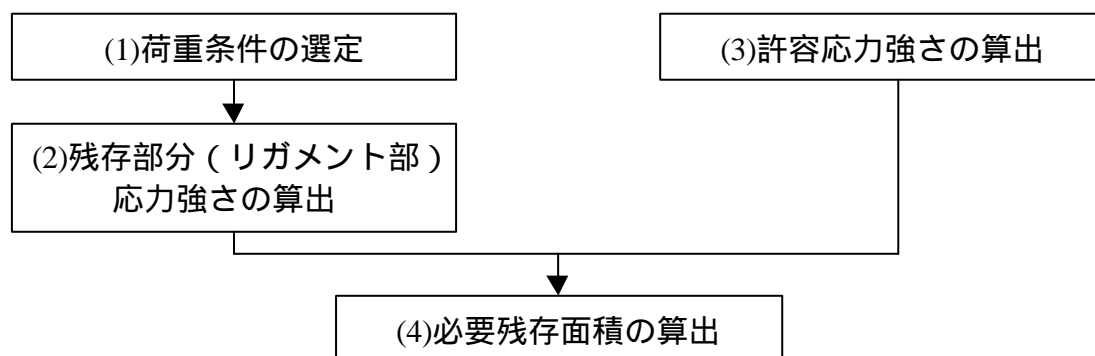 (1)荷重条件の選定
(3)許容応力強さの算出
(2)残存部分（リガメント部）
応力強さの算出
(4)必要残存面積の算出